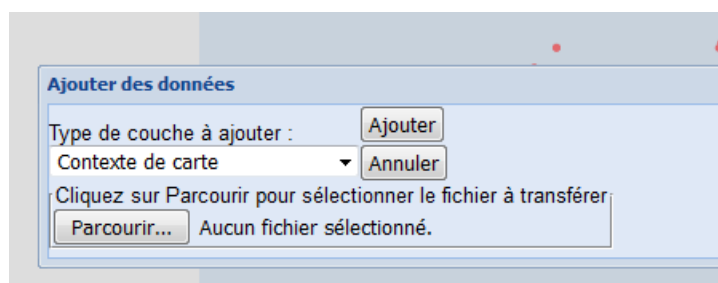 Ajouter des données
Type de couche à ajouter :
Ajouter
Contexte de carte
Annuler
Cliquez sur Parcourir pour sélectionner le fichier à transférer
Parcourir... Aucun fichier sélectionné.